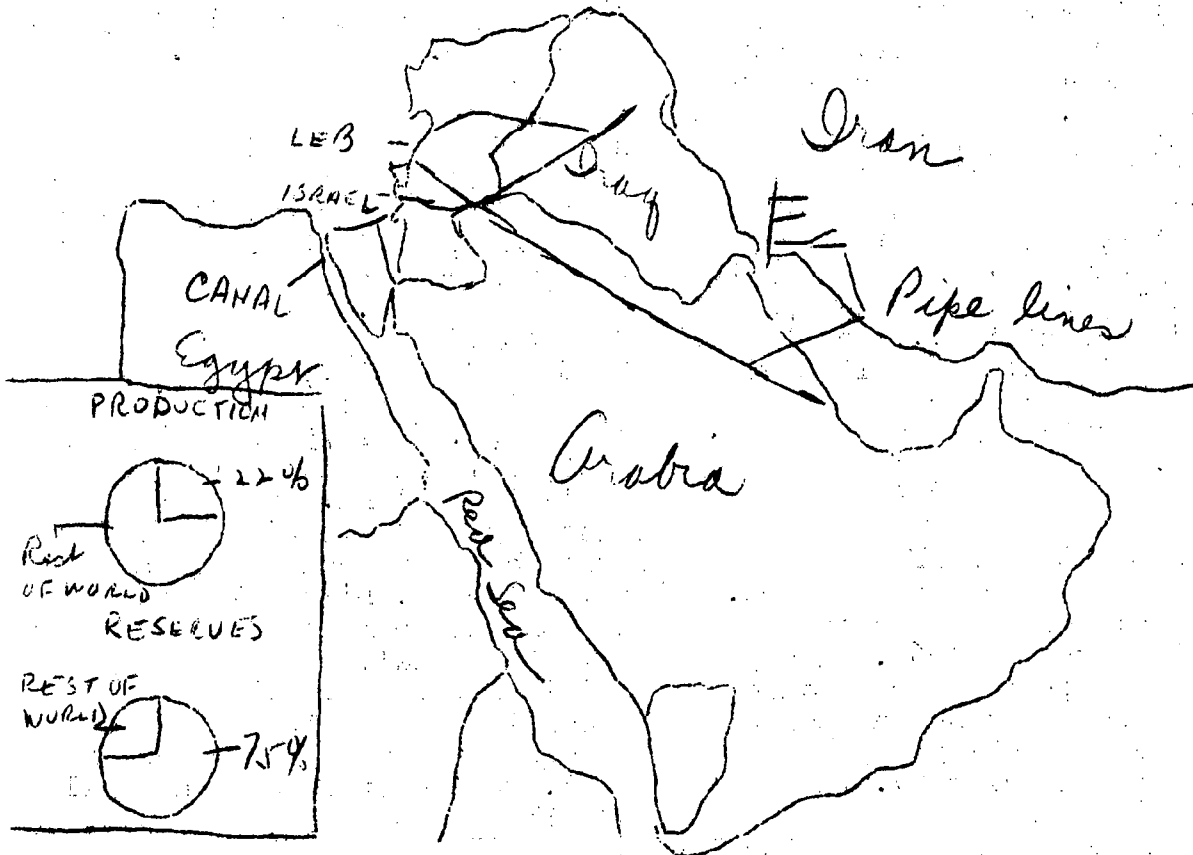 LEB
ISRAEL
Iran
Iraq
CANAL
Egypt
Pipe lines
PRODUCTION
22%
Rest
OF WORLD
Arabia
Red Sea
RESERVES
REST OF
WORLD
75%